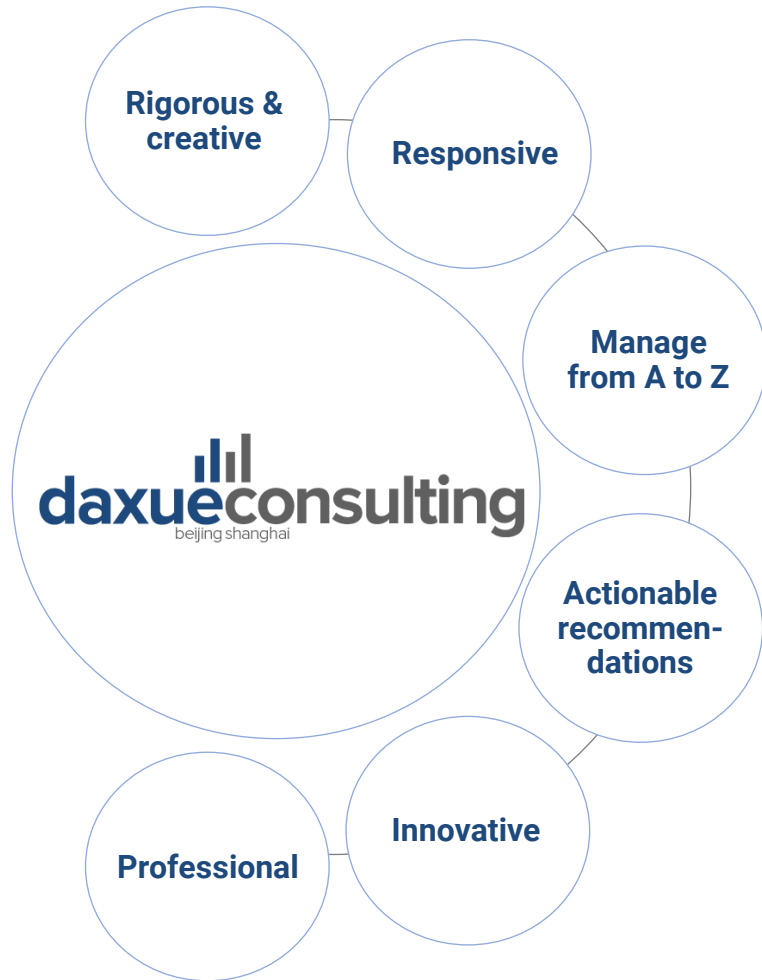 Rigorous &
creative
Responsive
Manage
from A to Z
daxueconsulting
beijing shanghai
Actionable
recommen-
dations
Innovative
Professional